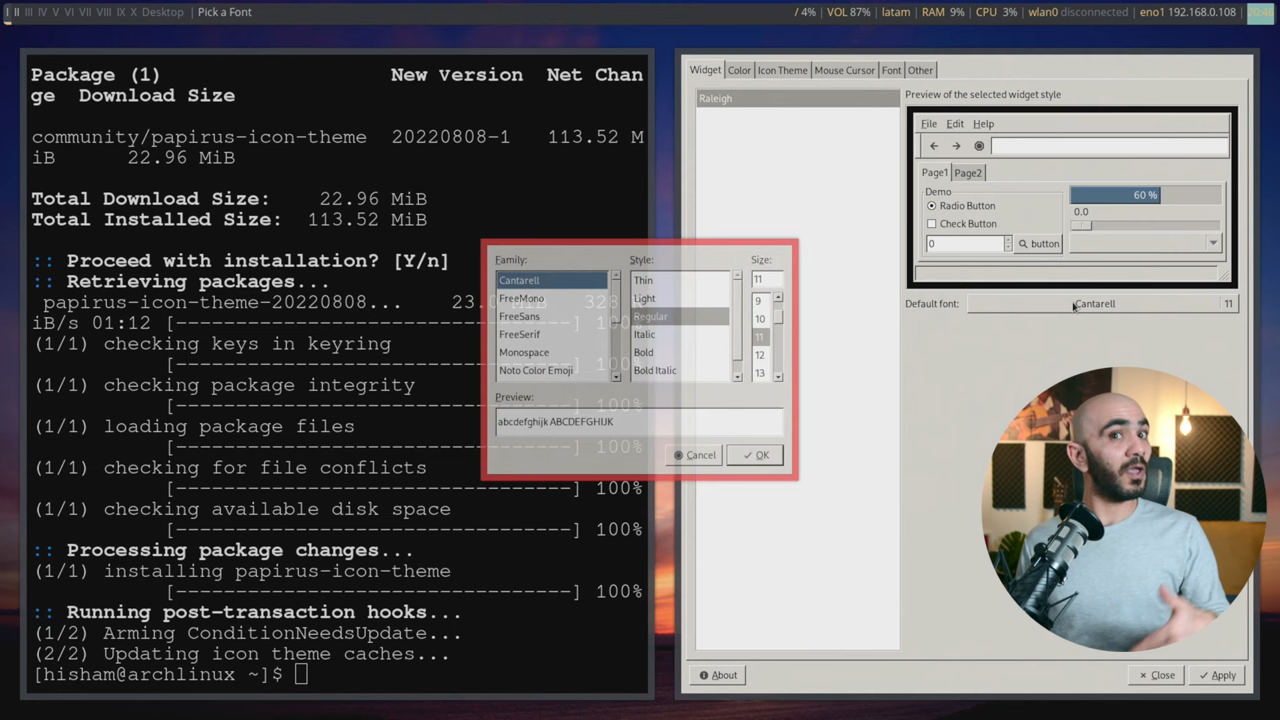 I II III IV V VI VII VIII IX X Desktop | Pick a Font
/ 4% | VOL 87% | latam | RAM 9% | CPU 3% | wlan0 disconnected | eno1 192.168.0.108 |
Package (1) New Version Net Chan
ge Download Size
community/papirus-icon-theme 20220808-1 113.52 M
iB 22.96 MiB
Total Download Size: 22.96 MiB
Total Installed Size: 113.52 MiB
:: Proceed with installation? [Y/n]
:: Retrieving packages...
papirus-icon-theme-20220808... 23.0 MiB 328
iB/s 01:12 [----------------------------------] 100%
(1/1) checking keys in keyring
[----------------------------------] 100%
(1/1) checking package integrity
[----------------------------------] 100%
(1/1) loading package files
[----------------------------------] 100%
(1/1) checking for file conflicts
[----------------------------------] 100%
(1/1) checking available disk space
[----------------------------------] 100%
:: Processing package changes...
(1/1) installing papirus-icon-theme
[----------------------------------] 100%
:: Running post-transaction hooks...
(1/2) Arming ConditionNeedsUpdate...
(2/2) Updating icon theme caches...
[hisham@archlinux ~]$
Family: Style: Size:
Cantarell Thin 11
FreeMono Light 9
FreeSans Regular 10
FreeSerif Italic 11
Monospace Bold 12
Noto Color Emoji Bold Italic 13
Preview:
abcdefghijk ABCDEFGHIJK
Cancel OK
Widget Color Icon Theme Mouse Cursor Font Other
Raleigh
Preview of the selected widget style
File Edit Help
Page1 Page2
Demo
Radio Button
Check Button
0 button
60 %
0.0
Default font: Cantarell 11
About Close Apply